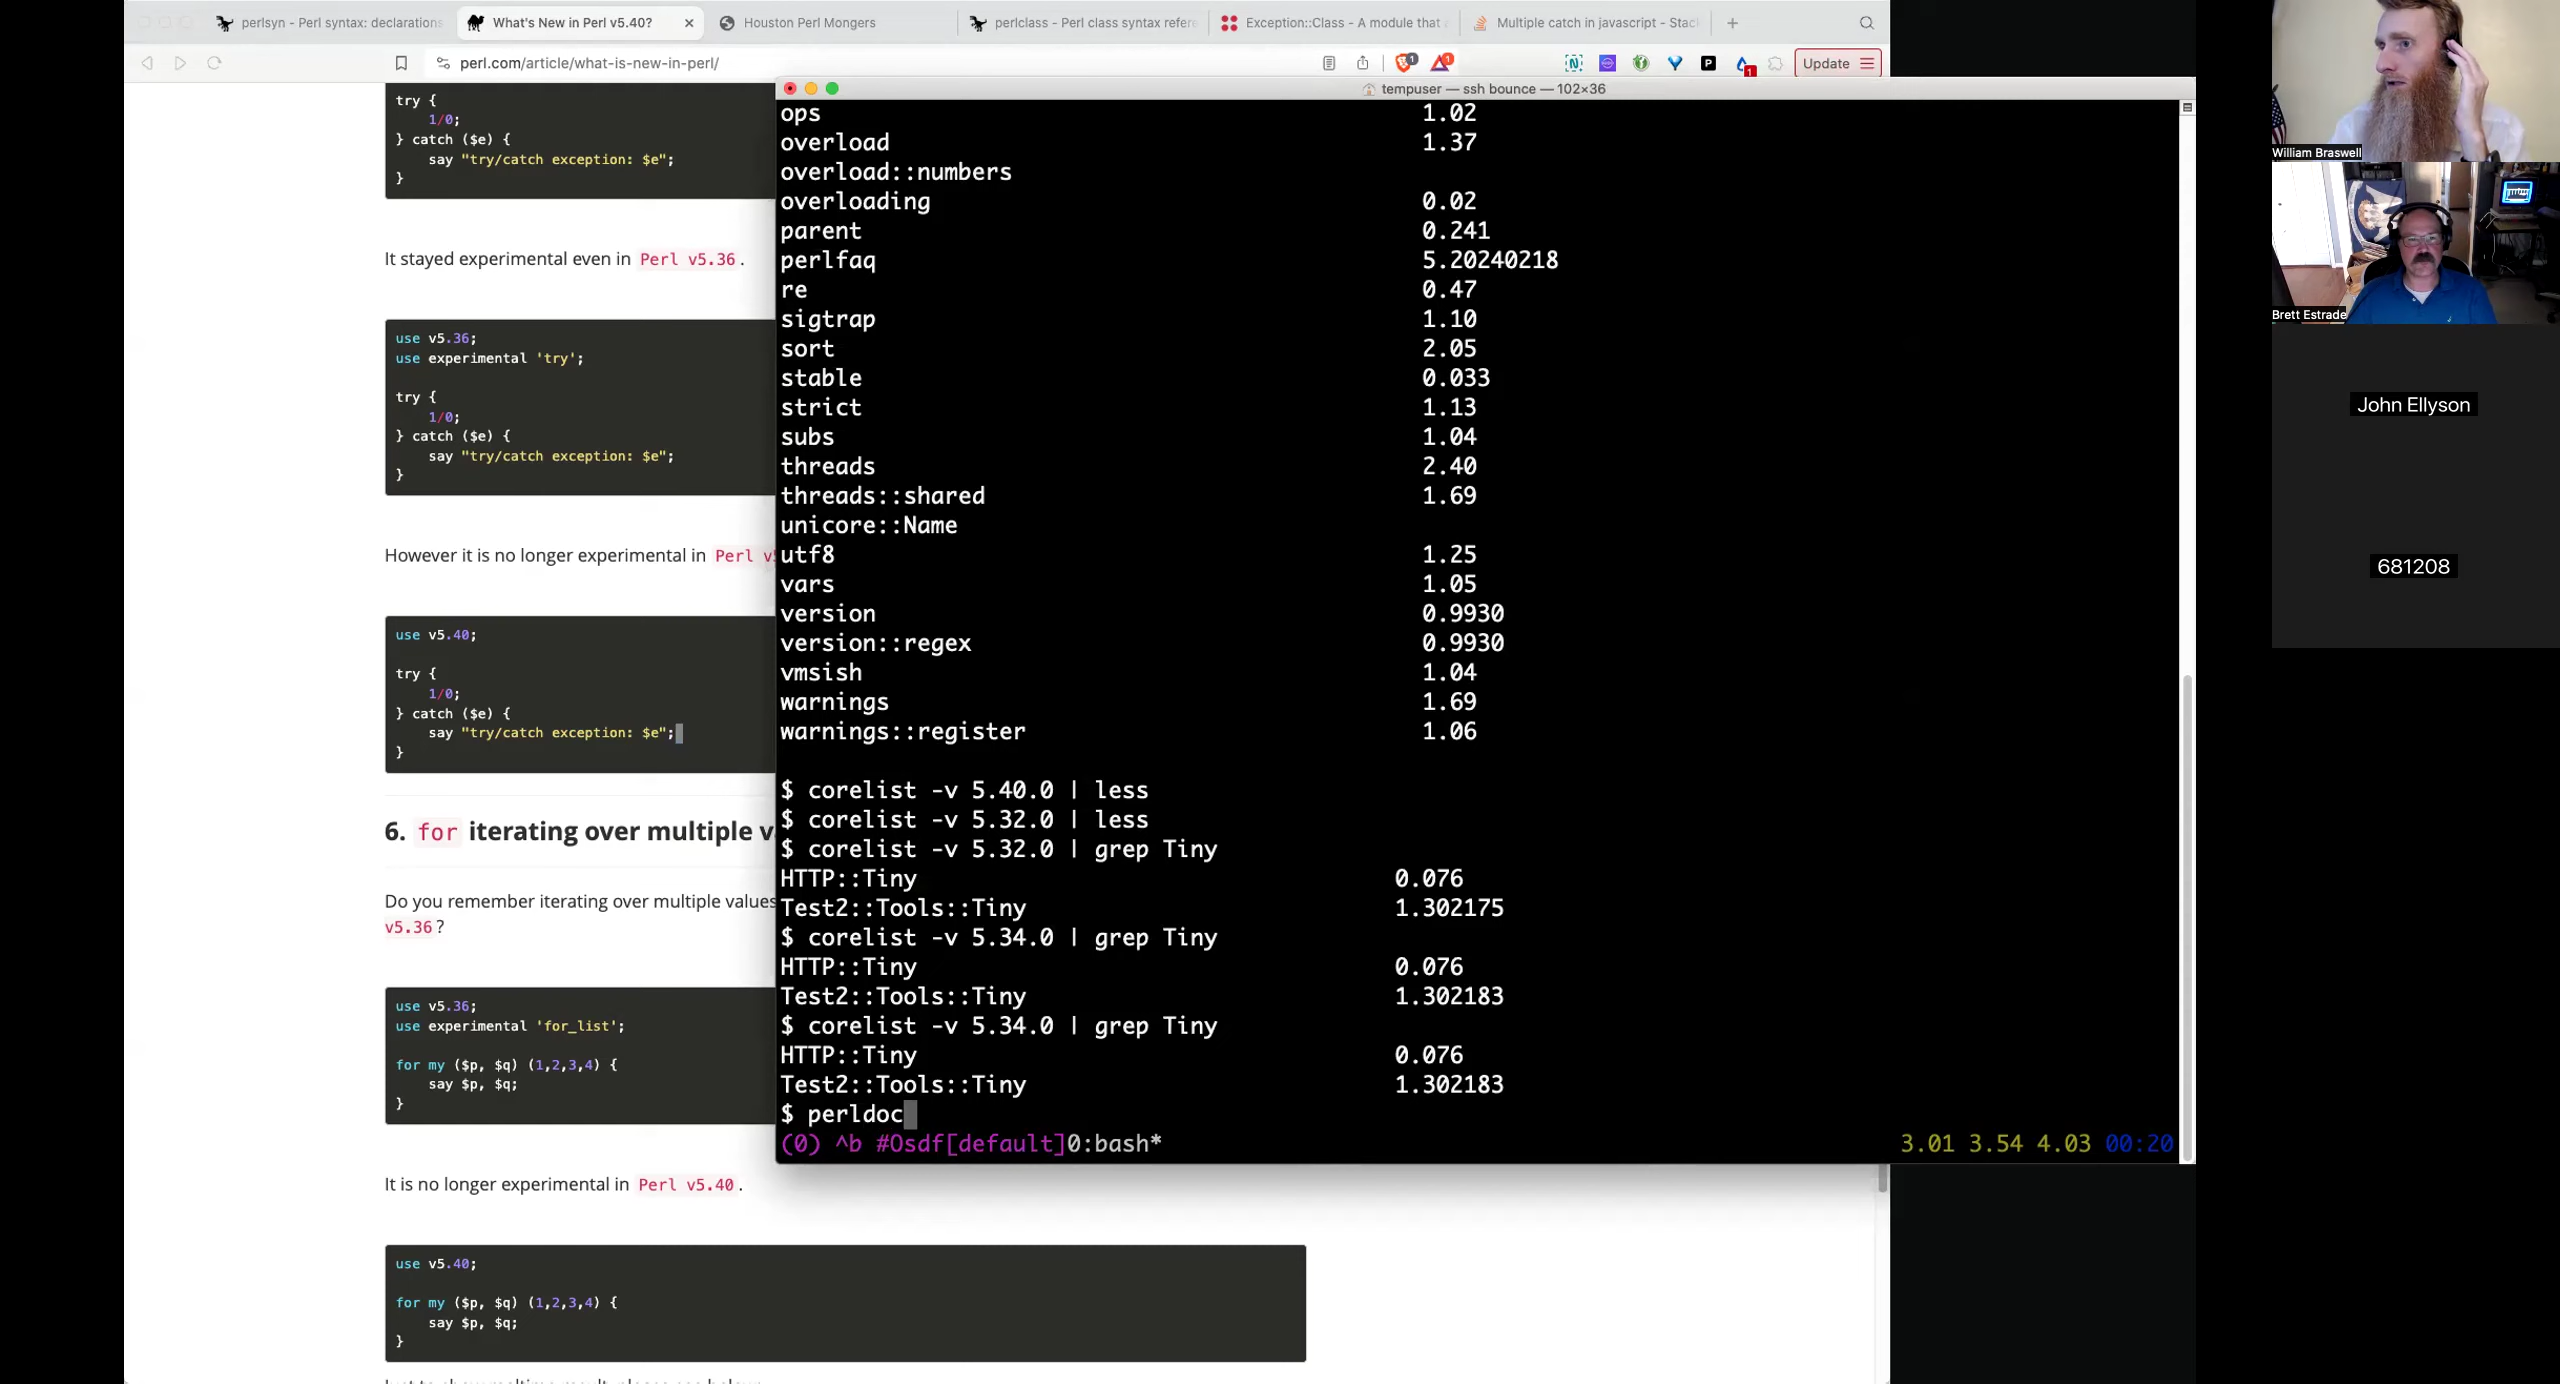 perlsyn - Perl syntax: declarations
What's New in Perl v5.40?
Houston Perl Mongers
perlclass - Perl class syntax refere
Exception::Class - A module that
Multiple catch in javascript - Stac
perl.com/article/what-is-new-in-perl/
1
1
N
P
1
Update
try {
1/0;
} catch ($e) {
say "try/catch exception: $e";
}
It stayed experimental even in Perl v5.36.
use v5.36;
use experimental 'try';
try {
1/0;
} catch ($e) {
say "try/catch exception: $e";
}
However it is no longer experimental in Perl v
use v5.40;
try {
1/0;
} catch ($e) {
say "try/catch exception: $e";
}
6. for iterating over multiple v
Do you remember iterating over multiple values
v5.36?
use v5.36;
use experimental 'for_list';
for my ($p, $q) (1,2,3,4) {
say $p, $q;
}
It is no longer experimental in Perl v5.40.
use v5.40;
for my ($p, $q) (1,2,3,4) {
say $p, $q;
}
tempuser — ssh bounce — 102×36
ops 1.02
overload 1.37
overload::numbers
overloading 0.02
parent 0.241
perlfaq 5.20240218
re 0.47
sigtrap 1.10
sort 2.05
stable 0.033
strict 1.13
subs 1.04
threads 2.40
threads::shared 1.69
unicore::Name
utf8 1.25
vars 1.05
version 0.9930
version::regex 0.9930
vmsish 1.04
warnings 1.69
warnings::register 1.06
$ corelist -v 5.40.0 | less
$ corelist -v 5.32.0 | less
$ corelist -v 5.32.0 | grep Tiny
HTTP::Tiny 0.076
Test2::Tools::Tiny 1.302175
$ corelist -v 5.34.0 | grep Tiny
HTTP::Tiny 0.076
Test2::Tools::Tiny 1.302183
$ corelist -v 5.34.0 | grep Tiny
HTTP::Tiny 0.076
Test2::Tools::Tiny 1.302183
$ perldoc
(0) ^b #Osdf[default]0:bash* 3.01 3.54 4.03 00:20
William Braswell
Brett Estrade
John Ellyson
681208